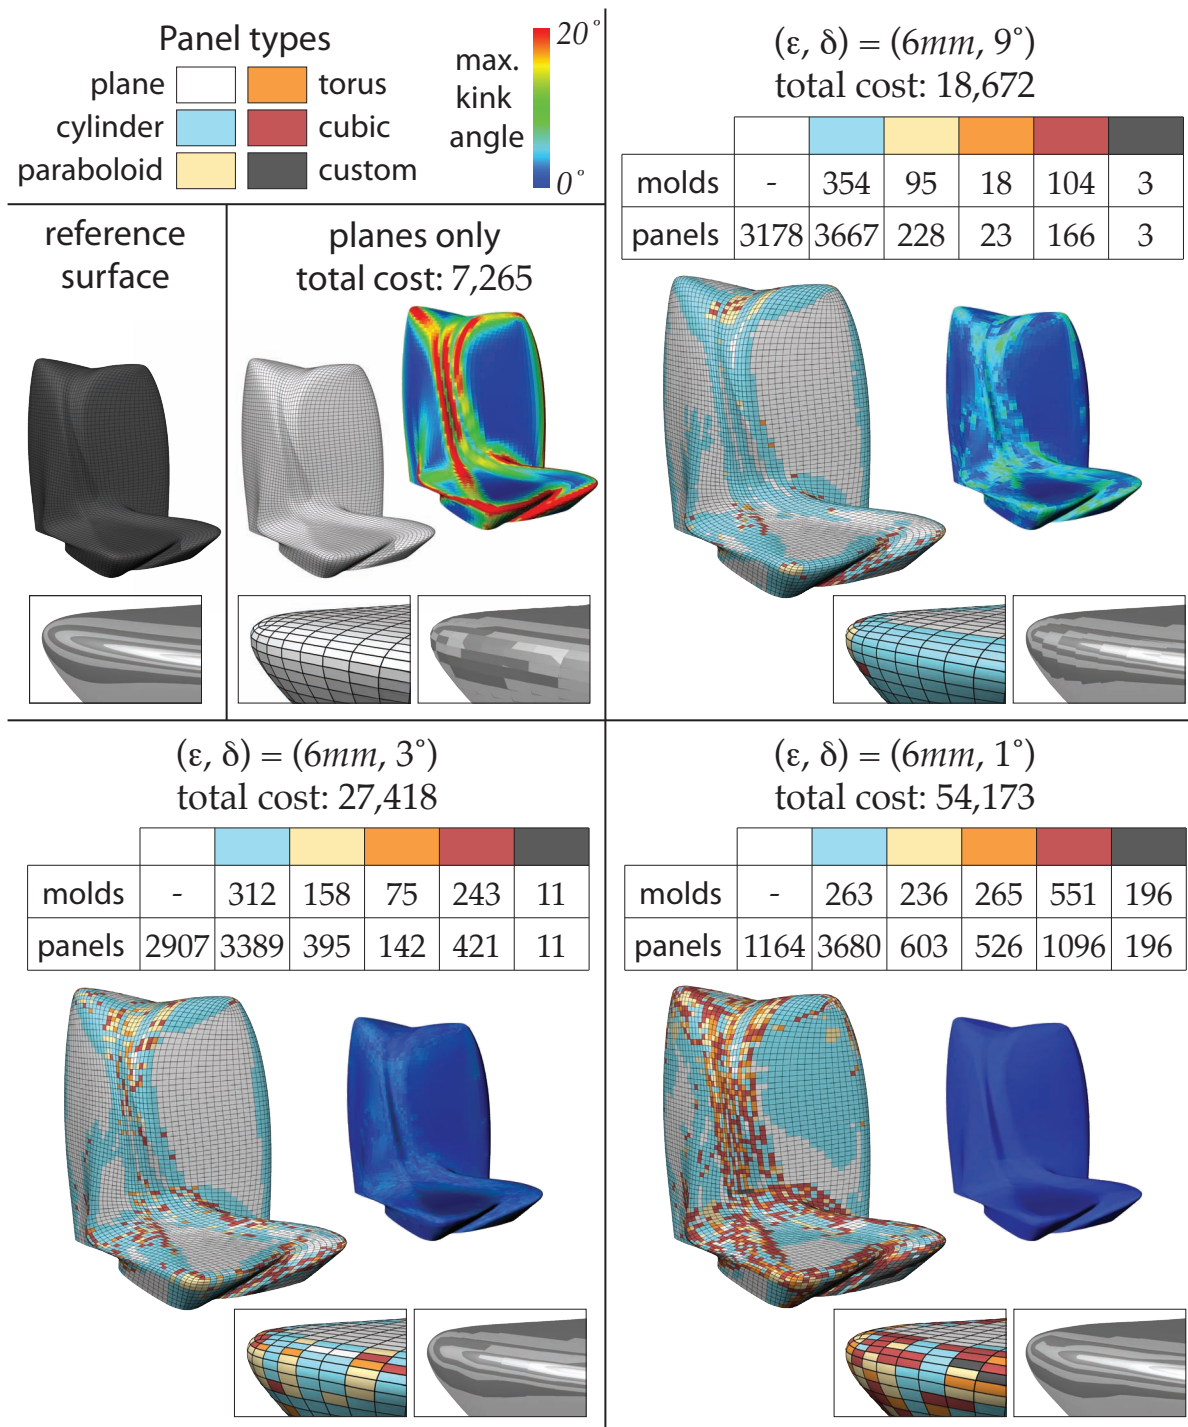 Panel types
plane torus
cylinder cubic
paraboloid custom
max.
kink
angle
20°
0°
(ε, δ) = (6mm, 9°)
total cost: 18,672
molds - 354 95 18 104 3
panels 3178 3667 228 23 166 3
reference
surface
planes only
total cost: 7,265
(ε, δ) = (6mm, 3°)
total cost: 27,418
molds - 312 158 75 243 11
panels 2907 3389 395 142 421 11
(ε, δ) = (6mm, 1°)
total cost: 54,173
molds - 263 236 265 551 196
panels 1164 3680 603 526 1096 196